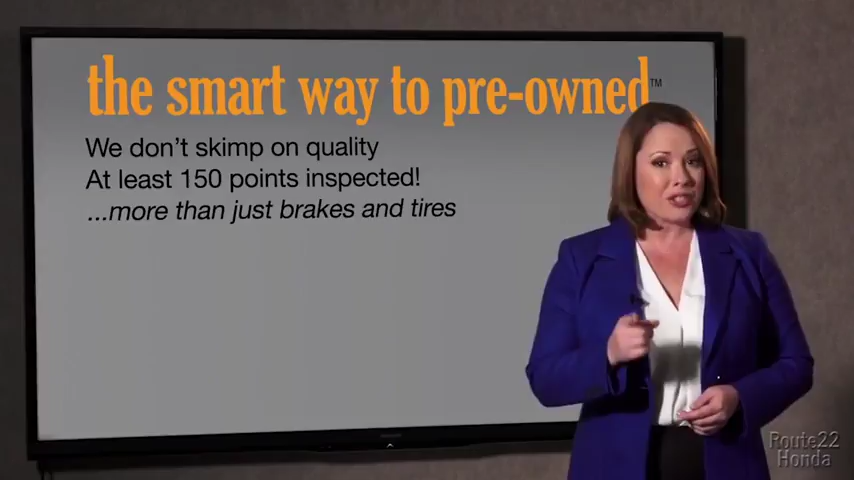 the smart way to pre-owned™
We don't skimp on quality
At least 150 points inspected!
...more than just brakes and tires
Route22
Honda